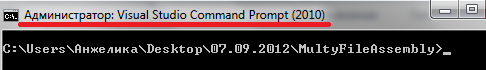 Администратор: Visual Studio Command Prompt (2010)
C:\Users\Анжелика\Desktop\07.09.2012\MultyFileAssembly>_